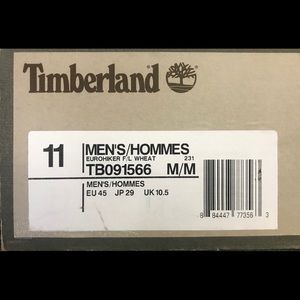 Timberland
11
MEN'S/HOMMES
EUROHIKER F/L WHEAT 231
TB091566 M/M
MEN'S/HOMMES
EU 45 JP 29 UK 10.5
8 84447 77356 3